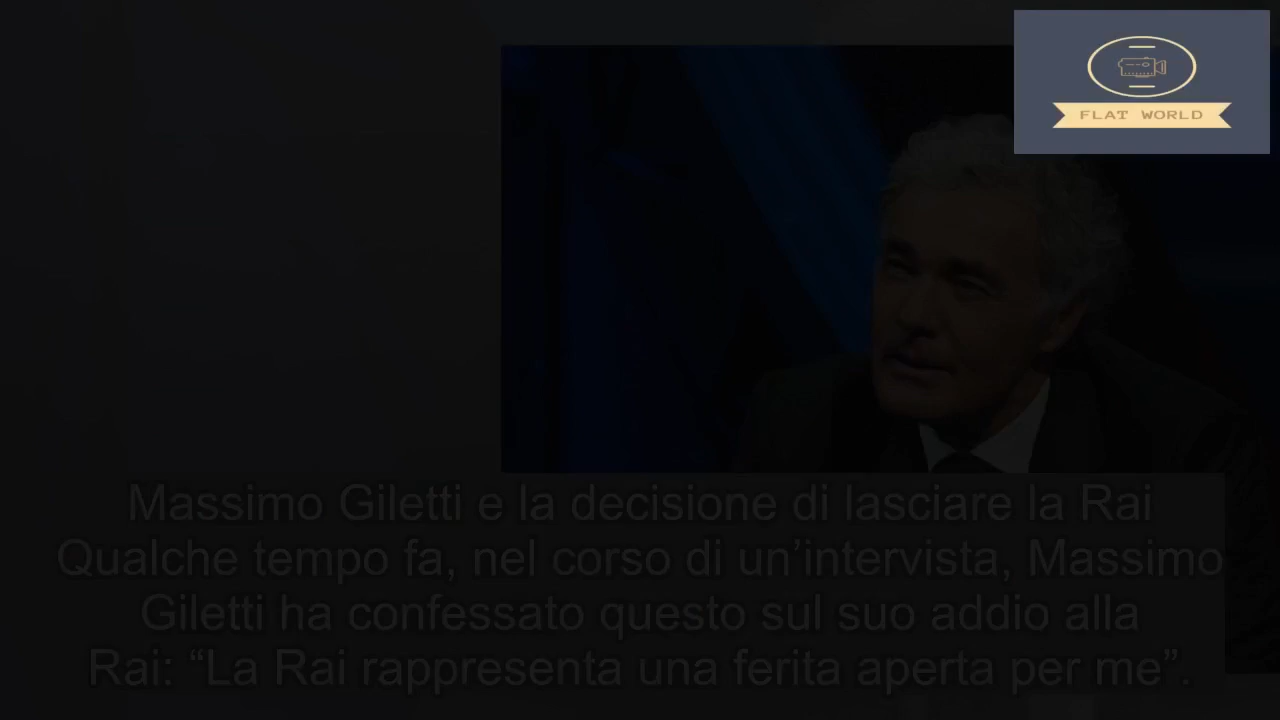 FLAT WORLD
Massimo Giletti e la decisione di lasciare la Rai
Qualche tempo fa, nel corso di un’intervista, Massimo
Giletti ha confessato questo sul suo addio alla
Rai: “La Rai rappresenta una ferita aperta per me”.